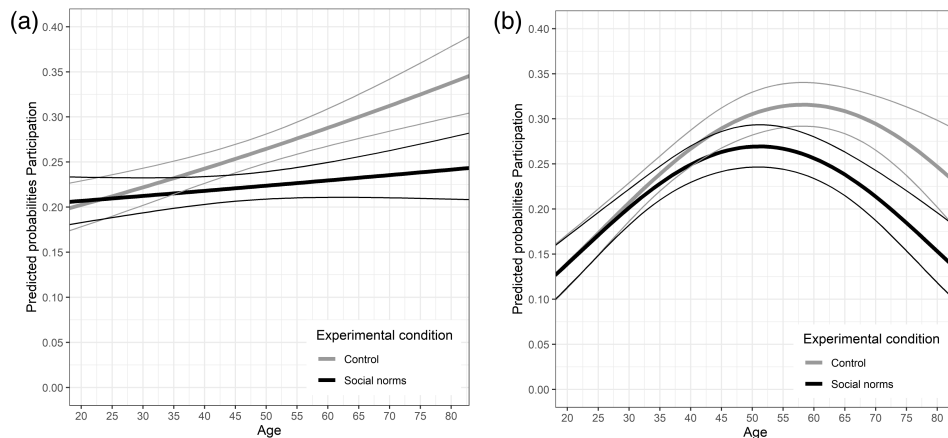 (a)
Predicted probabilities Participation
0.40
0.35
0.30
0.25
0.20
0.15
0.10
0.05
0.00
Experimental condition
Control
Social norms
20 25 30 35 40 45 50 55 60 65 70 75 80
Age
(b)
Predicted probabilities Participation
0.40
0.35
0.30
0.25
0.20
0.15
0.10
0.05
0.00
Experimental condition
Control
Social norms
20 25 30 35 40 45 50 55 60 65 70 75 80
Age